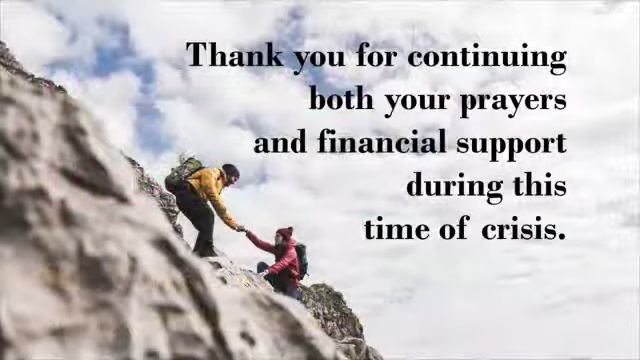 Thank you for continuing
both your prayers
and financial support
during this
time of crisis.